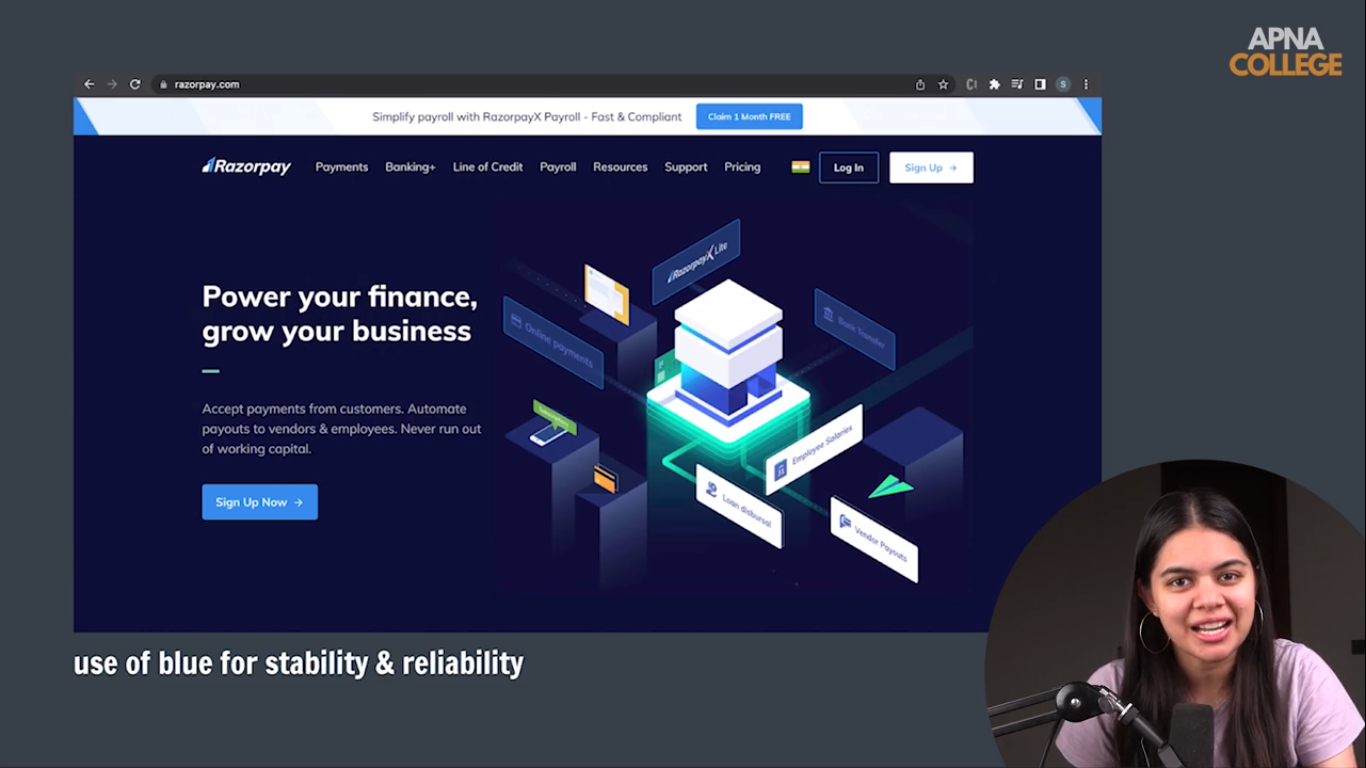 APNA
COLLEGE
razorpay.com
S
Simplify payroll with RazorpayX Payroll - Fast & Compliant
Claim 1 Month FREE
Razorpay
Payments
Banking+
Line of Credit
Payroll
Resources
Support
Pricing
Log In
Sign Up →
RazorpayX Lite
Power your finance,
grow your business
Online payments
Bank Transfer
Accept payments from customers. Automate
payouts to vendors & employees. Never run out
of working capital.
Employee Salaries
31
Loan disbursal
Vendor Payouts
Sign Up Now →
use of blue for stability & reliability